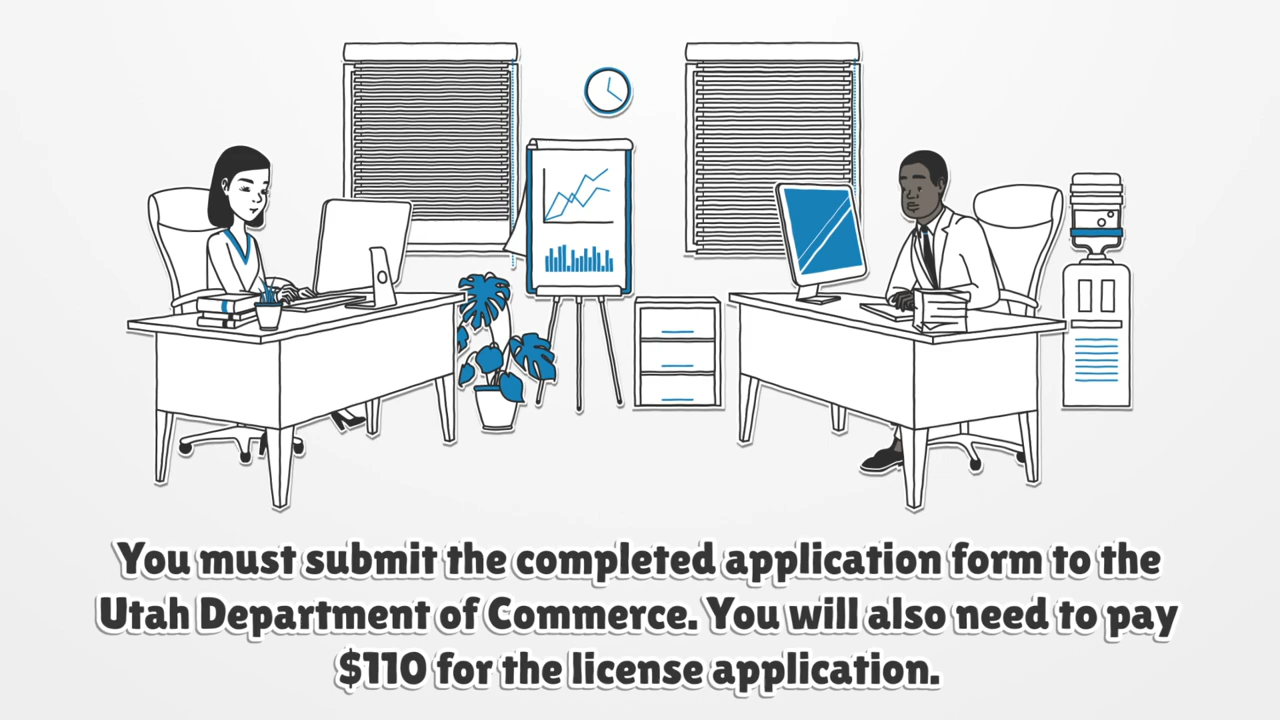 You must submit the completed application form to the
Utah Department of Commerce. You will also need to pay
$110 for the license application.